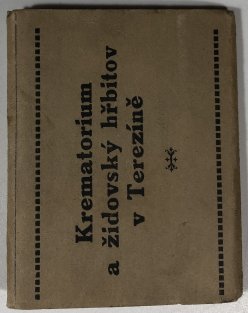 Krematorium
a židovský hřbitov
v Terezíně